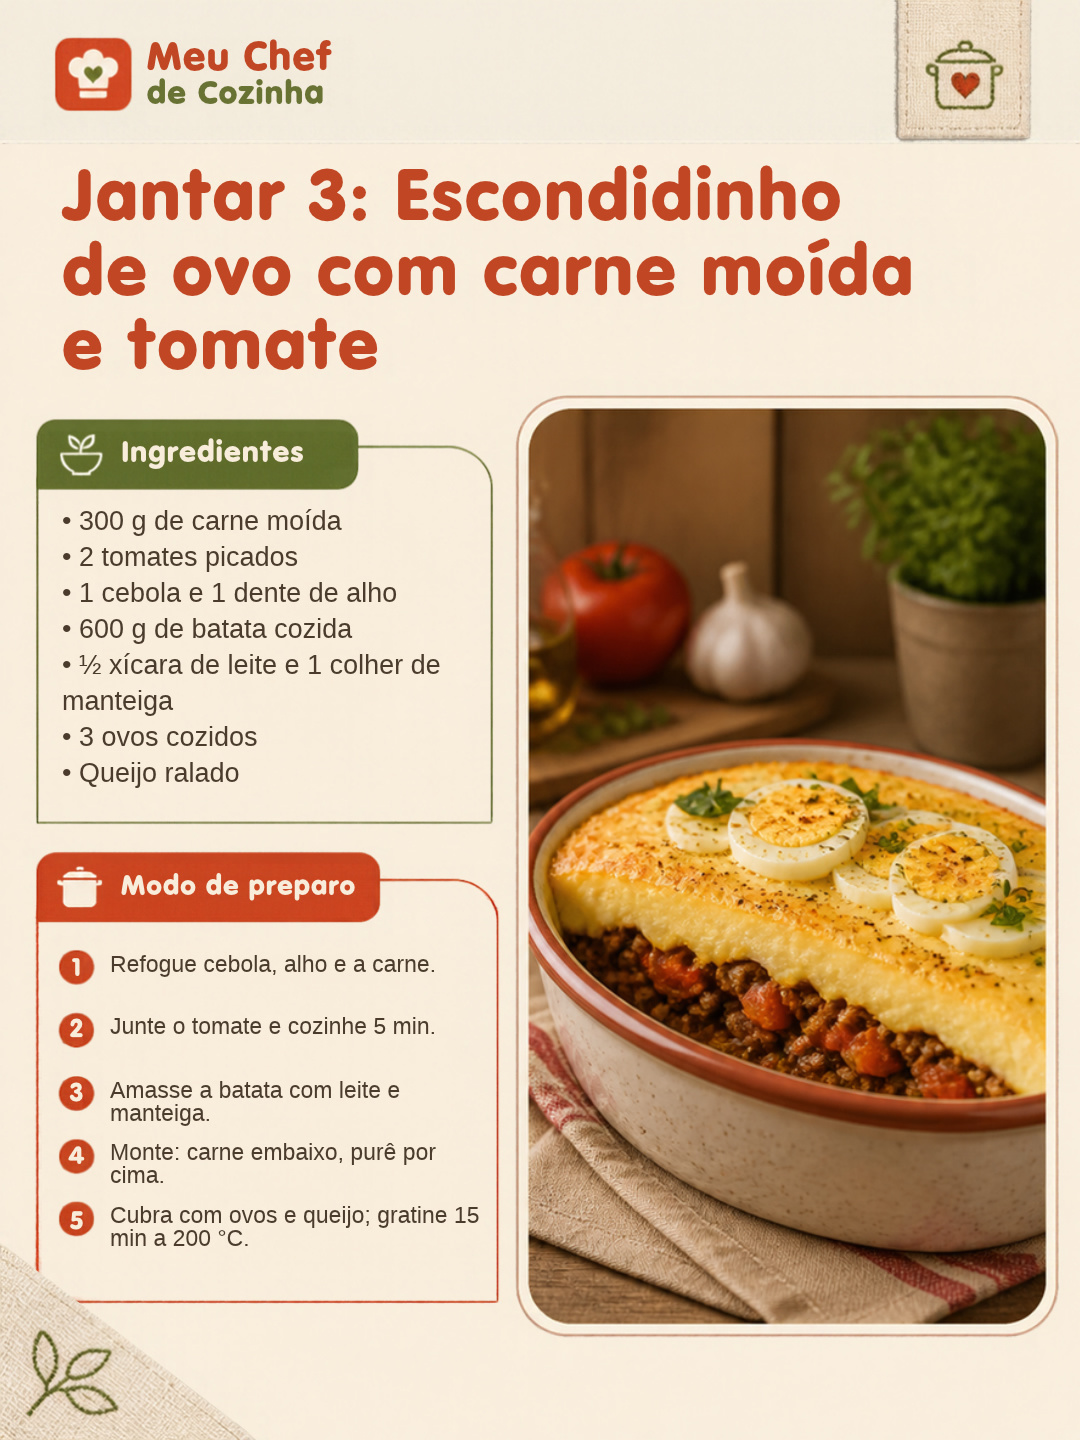 Meu Chef
de Cozinha
Jantar 3: Escondidinho
de ovo com carne moída
e tomate
Ingredientes
• 300 g de carne moída
• 2 tomates picados
• 1 cebola e 1 dente de alho
• 600 g de batata cozida
• ½ xícara de leite e 1 colher de
manteiga
• 3 ovos cozidos
• Queijo ralado
Modo de preparo
1 Refogue cebola, alho e a carne.
2 Junte o tomate e cozinhe 5 min.
3 Amasse a batata com leite e
manteiga.
4 Monte: carne embaixo, purê por
cima.
5 Cubra com ovos e queijo; gratine 15
min a 200 °C.